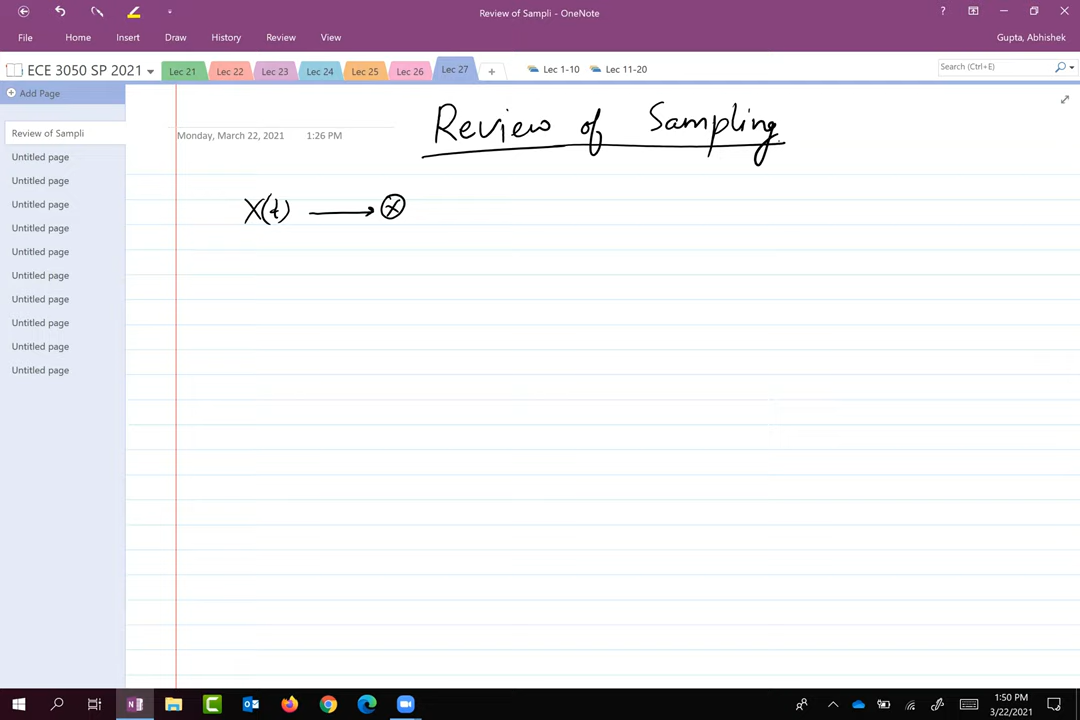 Review of Sampli - OneNote
?
File Home Insert Draw History Review View
Gupta, Abhishek
ECE 3050 SP 2021 Lec 21 Lec 22 Lec 23 Lec 24 Lec 25 Lec 26 Lec 27 + Lec 1-10 Lec 11-20
Search (Ctrl+E)
Add Page
Review of Sampling
Review of Sampli
Monday, March 22, 2021 1:26 PM
Untitled page
Untitled page
Untitled page
X(t) → ⊗
Untitled page
Untitled page
Untitled page
Untitled page
Untitled page
Untitled page
Untitled page
1:50 PM
3/22/2021